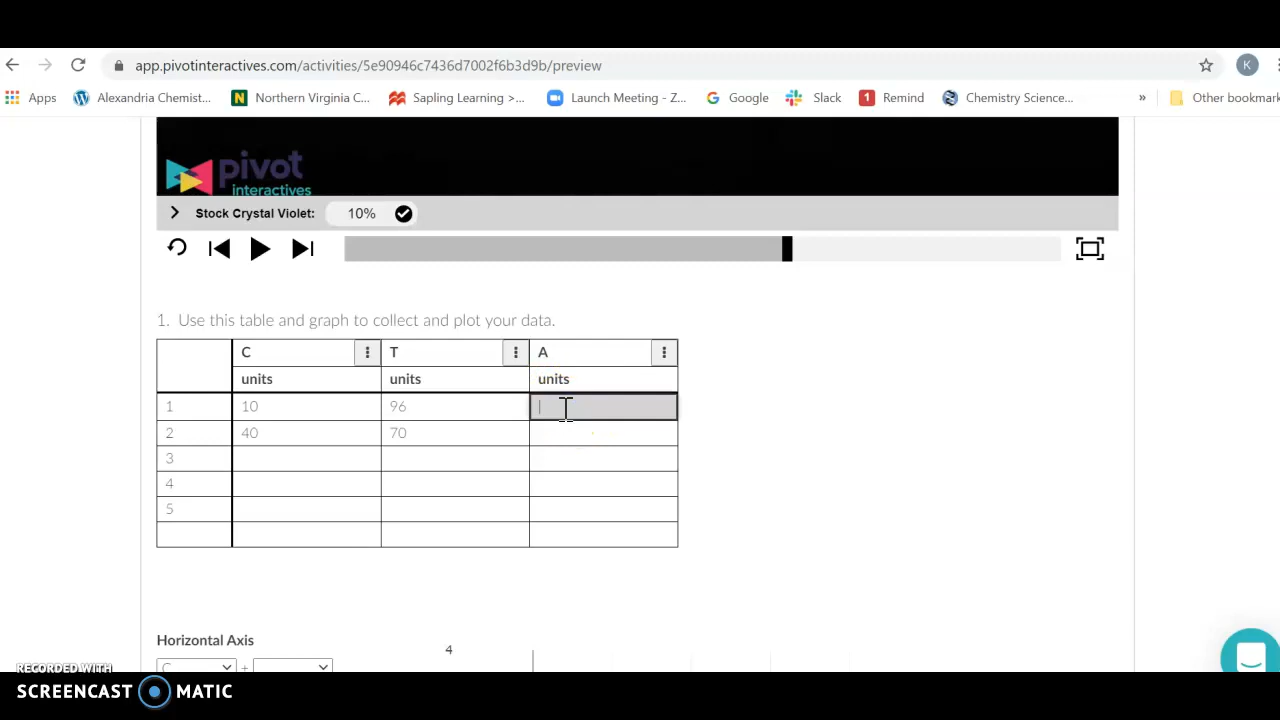 app.pivotinteractives.com/activities/5e90946c7436d7002f6b3d9b/preview
K
Apps Alexandria Chemist... Northern Virginia C... Sapling Learning >... Launch Meeting - Z... Google Slack 1 Remind Chemistry Science... » Other bookmark
pivot
interactives
Stock Crystal Violet: 10%
1. Use this table and graph to collect and plot your data.
C T A
units units units
1 10 96
2 40 70
3
4
5
Horizontal Axis
4
C +
RECORDED WITH
SCREENCAST MATIC